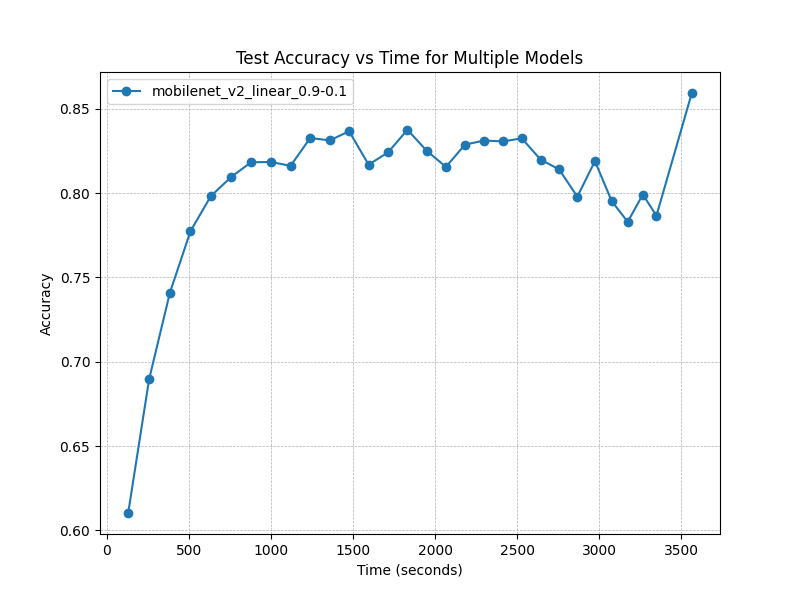 Test Accuracy vs Time for Multiple Models
mobilenet_v2_linear_0.9-0.1
0.85
0.80
0.75
0.70
0.65
0.60
Accuracy
0 500 1000 1500 2000 2500 3000 3500
Time (seconds)